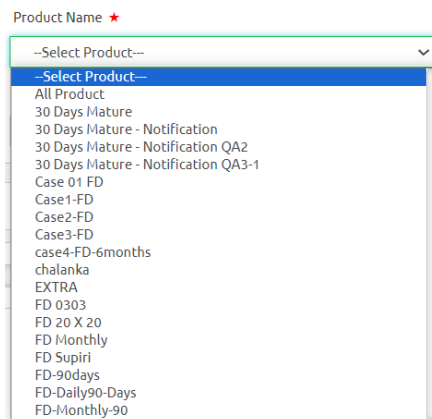 Product Name ★
--Select Product---
--Select Product---
All Product
30 Days Mature
30 Days Mature - Notification
30 Days Mature - Notification QA2
30 Days Mature - Notification QA3-1
Case 01 FD
Case1-FD
Case2-FD
Case3-FD
case4-FD-6months
chalanka
EXTRA
FD 0303
FD 20 X 20
FD Monthly
FD Supiri
FD-90days
FD-Daily90-Days
FD-Monthly-90